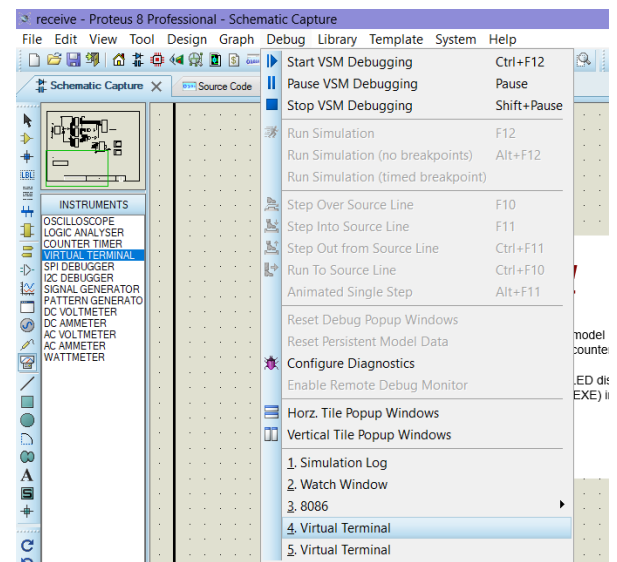 receive - Proteus 8 Professional - Schematic Capture
File Edit View Tool Design Graph Debug Library Template System Help
Schematic Capture
Source Code
LBL
INSTRUMENTS
OSCILLOSCOPE
LOGIC ANALYSER
COUNTER TIMER
VIRTUAL TERMINAL
SPI DEBUGGER
I2C DEBUGGER
SIGNAL GENERATOR
PATTERN GENERATO
DC VOLTMETER
DC AMMETER
AC VOLTMETER
AC AMMETER
WATTMETER
A
S
Start VSM Debugging Ctrl+F12
Pause VSM Debugging Pause
Stop VSM Debugging Shift+Pause
Run Simulation F12
Run Simulation (no breakpoints) Alt+F12
Run Simulation (timed breakpoint)
Step Over Source Line F10
Step Into Source Line F11
Step Out from Source Line Ctrl+F11
Run To Source Line Ctrl+F10
Animated Single Step Alt+F11
Reset Debug Popup Windows
Reset Persistent Model Data
Configure Diagnostics
Enable Remote Debug Monitor
Horz. Tile Popup Windows
Vertical Tile Popup Windows
1. Simulation Log
2. Watch Window
3. 8086
4. Virtual Terminal
5. Virtual Terminal
model
counte
LED dis
EXE) i